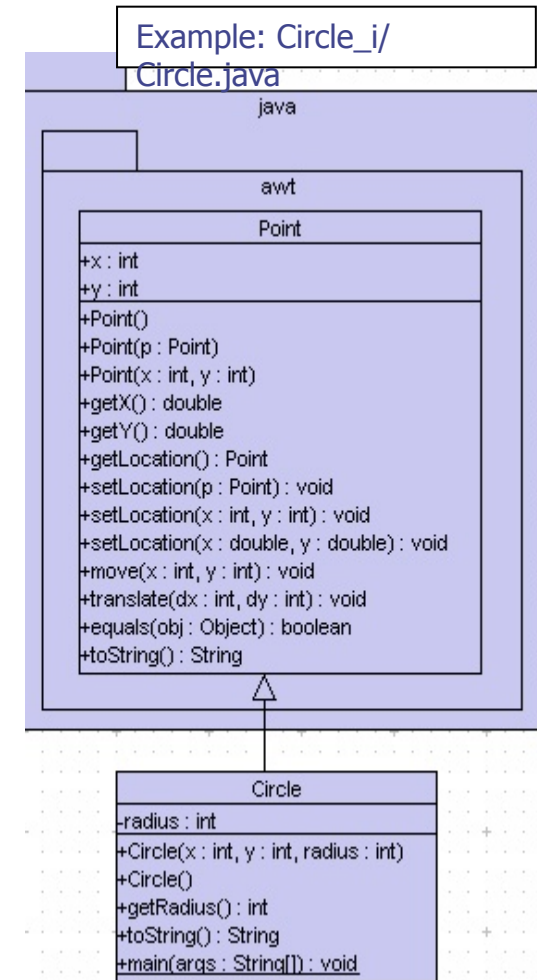 Example: Circle_i/
Circle.java
java
awt
Point
+x : int
+y : int
+Point()
+Point(p : Point)
+Point(x : int, y : int)
+getX() : double
+getY() : double
+getLocation() : Point
+setLocation(p : Point) : void
+setLocation(x : int, y : int) : void
+setLocation(x : double, y : double) : void
+move(x : int, y : int) : void
+translate(dx : int, dy : int) : void
+equals(obj : Object) : boolean
+toString() : String
Circle
-radius : int
+Circle(x : int, y : int, radius : int)
+Circle()
+getRadius() : int
+toString() : String
+main(args : String[]) : void